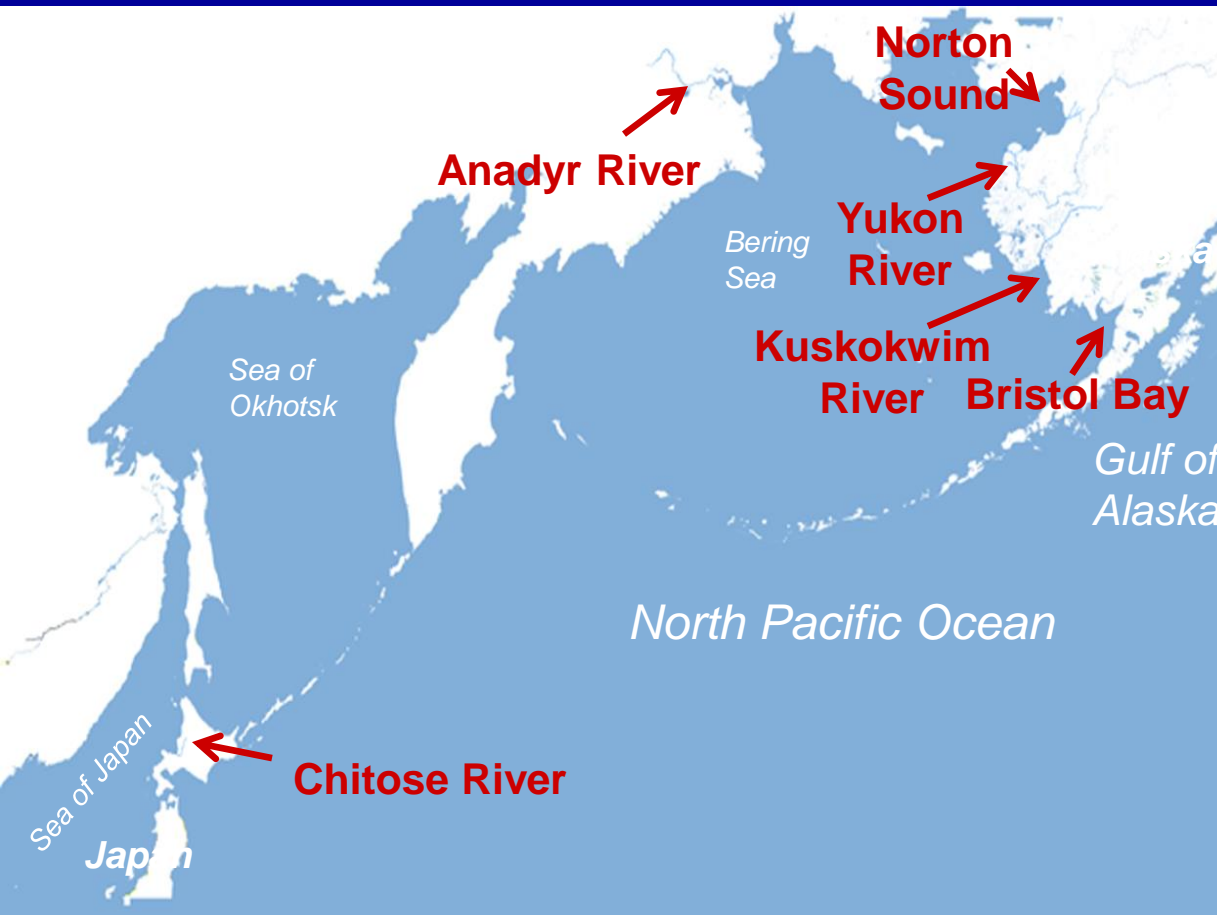 Norton
Sound
Anadyr River
Yukon
River
Bering
Sea
Kuskokwim
River
Bristol Bay
Sea of
Okhotsk
Gulf of
Alaska
North Pacific Ocean
Chitose River
Sea of Japan
Japan